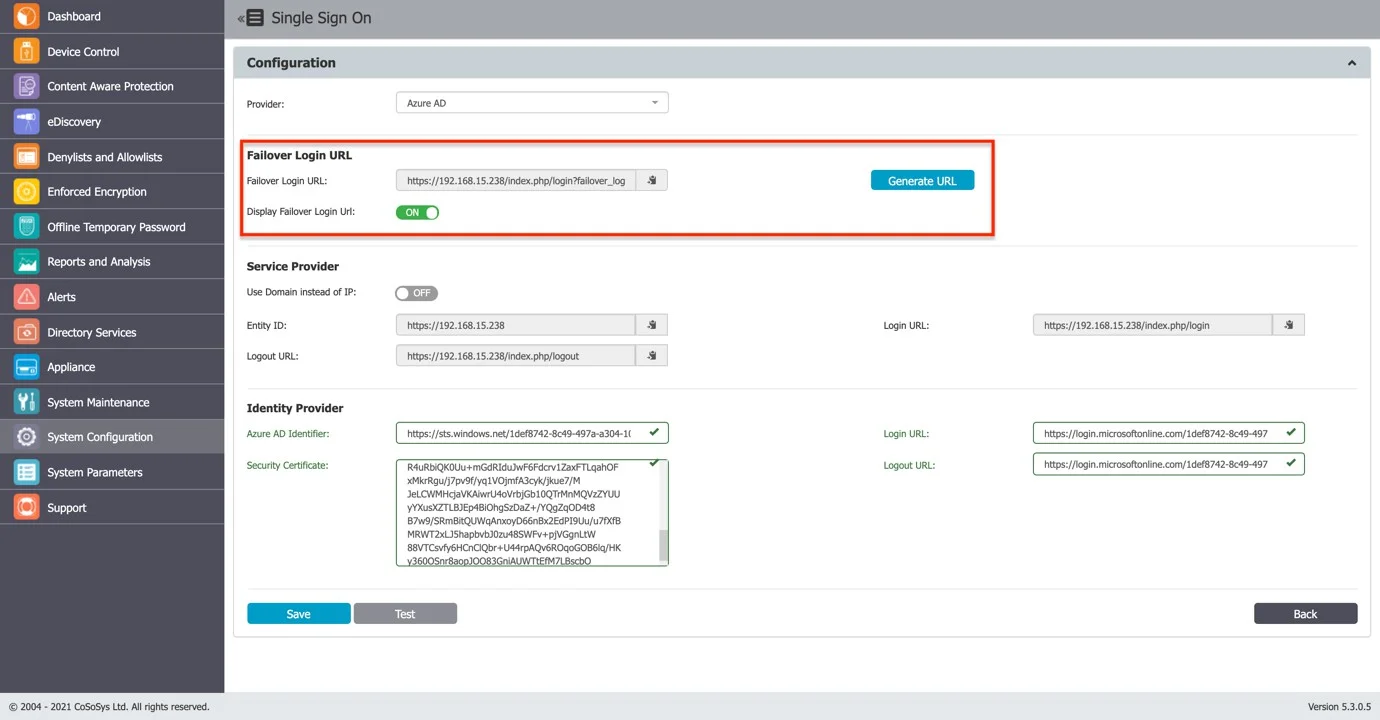 Dashboard
Device Control
Content Aware Protection
eDiscovery
Denylists and Allowlists
Enforced Encryption
Offline Temporary Password
Reports and Analysis
Alerts
Directory Services
Appliance
System Maintenance
System Configuration
System Parameters
Support
Single Sign On
Configuration
Provider: Azure AD
Failover Login URL
Failover Login URL: https://192.168.15.238/index.php/login?failover_log Generate URL
Display Failover Login Url: ON
Service Provider
Use Domain instead of IP: OFF
Entity ID: https://192.168.15.238 Login URL: https://192.168.15.238/index.php/login
Logout URL: https://192.168.15.238/index.php/logout
Identity Provider
Azure AD Identifier: https://sts.windows.net/1def8742-8c49-497a-a304-1( Login URL: https://login.microsoftonline.com/1def8742-8c49-497
Security Certificate: Logout URL: https://login.microsoftonline.com/1def8742-8c49-497
R4uRbiQK0Uu+mGdRIduJwF6Fdcrv1ZaxFTLqahOF
xMkrRgu/j7pv9f/yq1VOjmfA3cyk/jkue7/M
JeLCWMHcjaVKAiwrU4oVrbjGb10QTrMnMQVzZYUU
yYXusXZTLBJEp4BiOhgSzDaZ+/YQgZqOD4t8
B7w9/SRmBitQUWqAnxoyD66nBx2EdPI9Uu/u7fXfB
MRWT2xLJ5hapbvbJ0zu48SWFv+pjVGgnLtW
88VTCsvfy6HCnClQbr+U44rpAQv6ROqoGOB6lq/HK
y360OSnr8aopJOO83GniAUWTtEfM7LBscbO
Save Test Back
© 2004 - 2021 CoSoSys Ltd. All rights reserved. Version 5.3.0.5